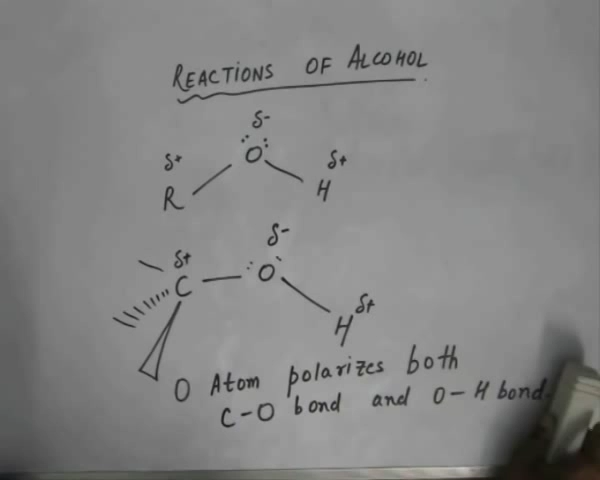 REACTIONS OF ALCOHOL.
δ-
δ+ :O: δ+
R H
δ-
δ+
C :O:
δ+
H
O Atom polarizes both
C-O bond and O-H bond.